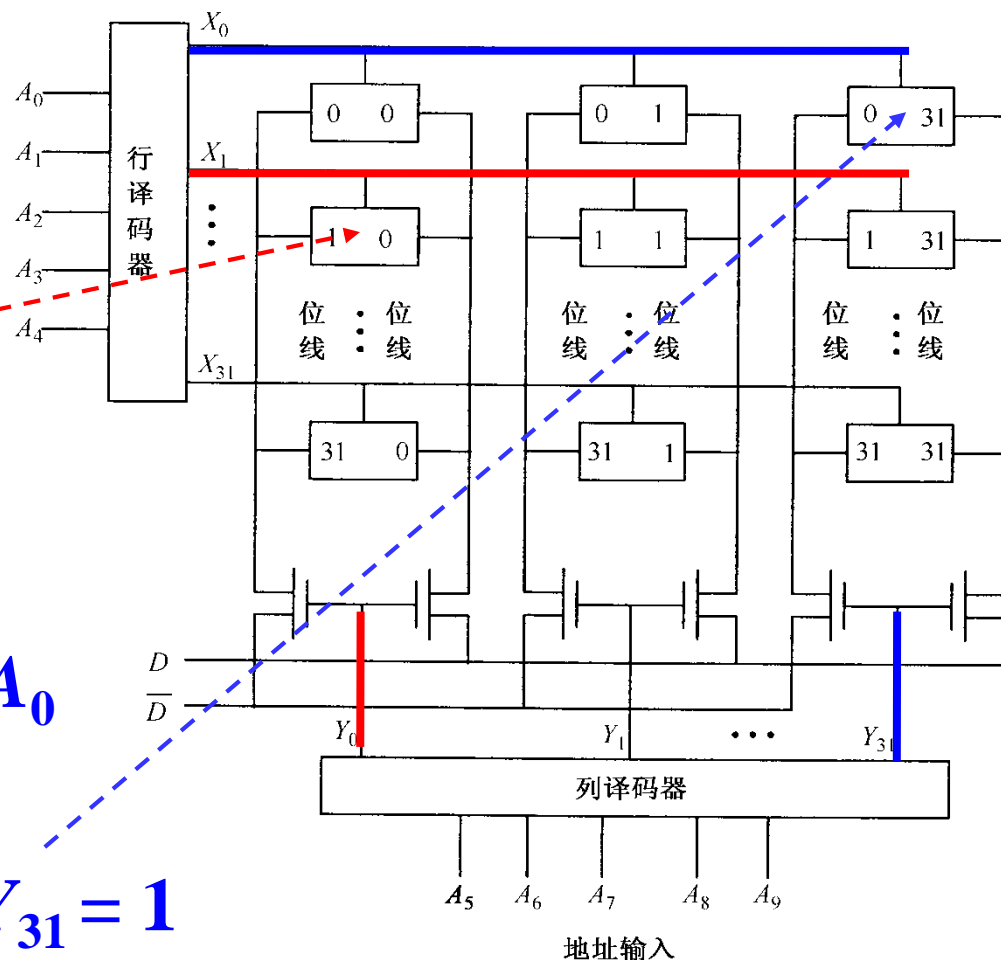 X₀
A₀
A₁
A₂
A₃
A₄
行译码器
0 0
0 1
0 31
X₁
1 0
1 1
1 31
位线 位线
位线 位线
位线 位线
X₃₁
31 0
31 1
31 31
D
D̅
A₀
Y₀
Y₁
Y₃₁
列译码器
Y₃₁ = 1
A₅ A₆ A₇ A₈ A₉
地址输入